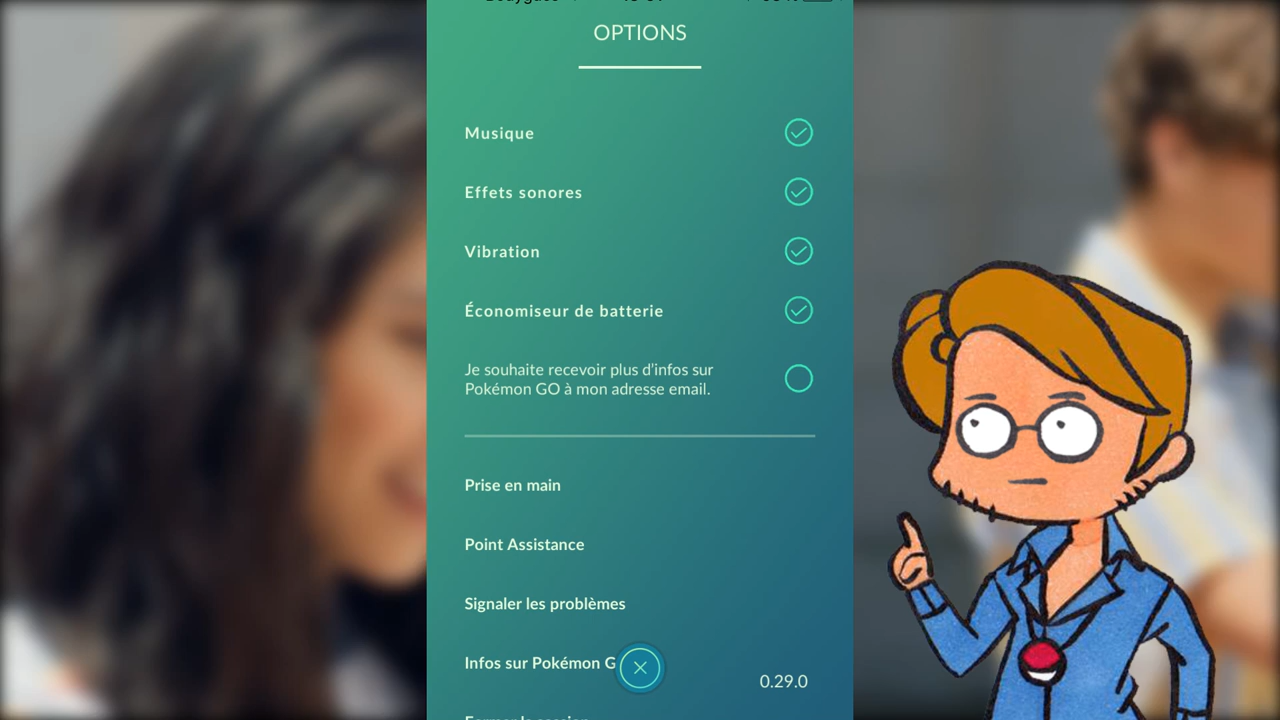 OPTIONS
Musique
Effets sonores
Vibration
Économiseur de batterie
Je souhaite recevoir plus d'infos sur
Pokémon GO à mon adresse email.
Prise en main
Point Assistance
Signaler les problèmes
Infos sur Pokémon G
0.29.0